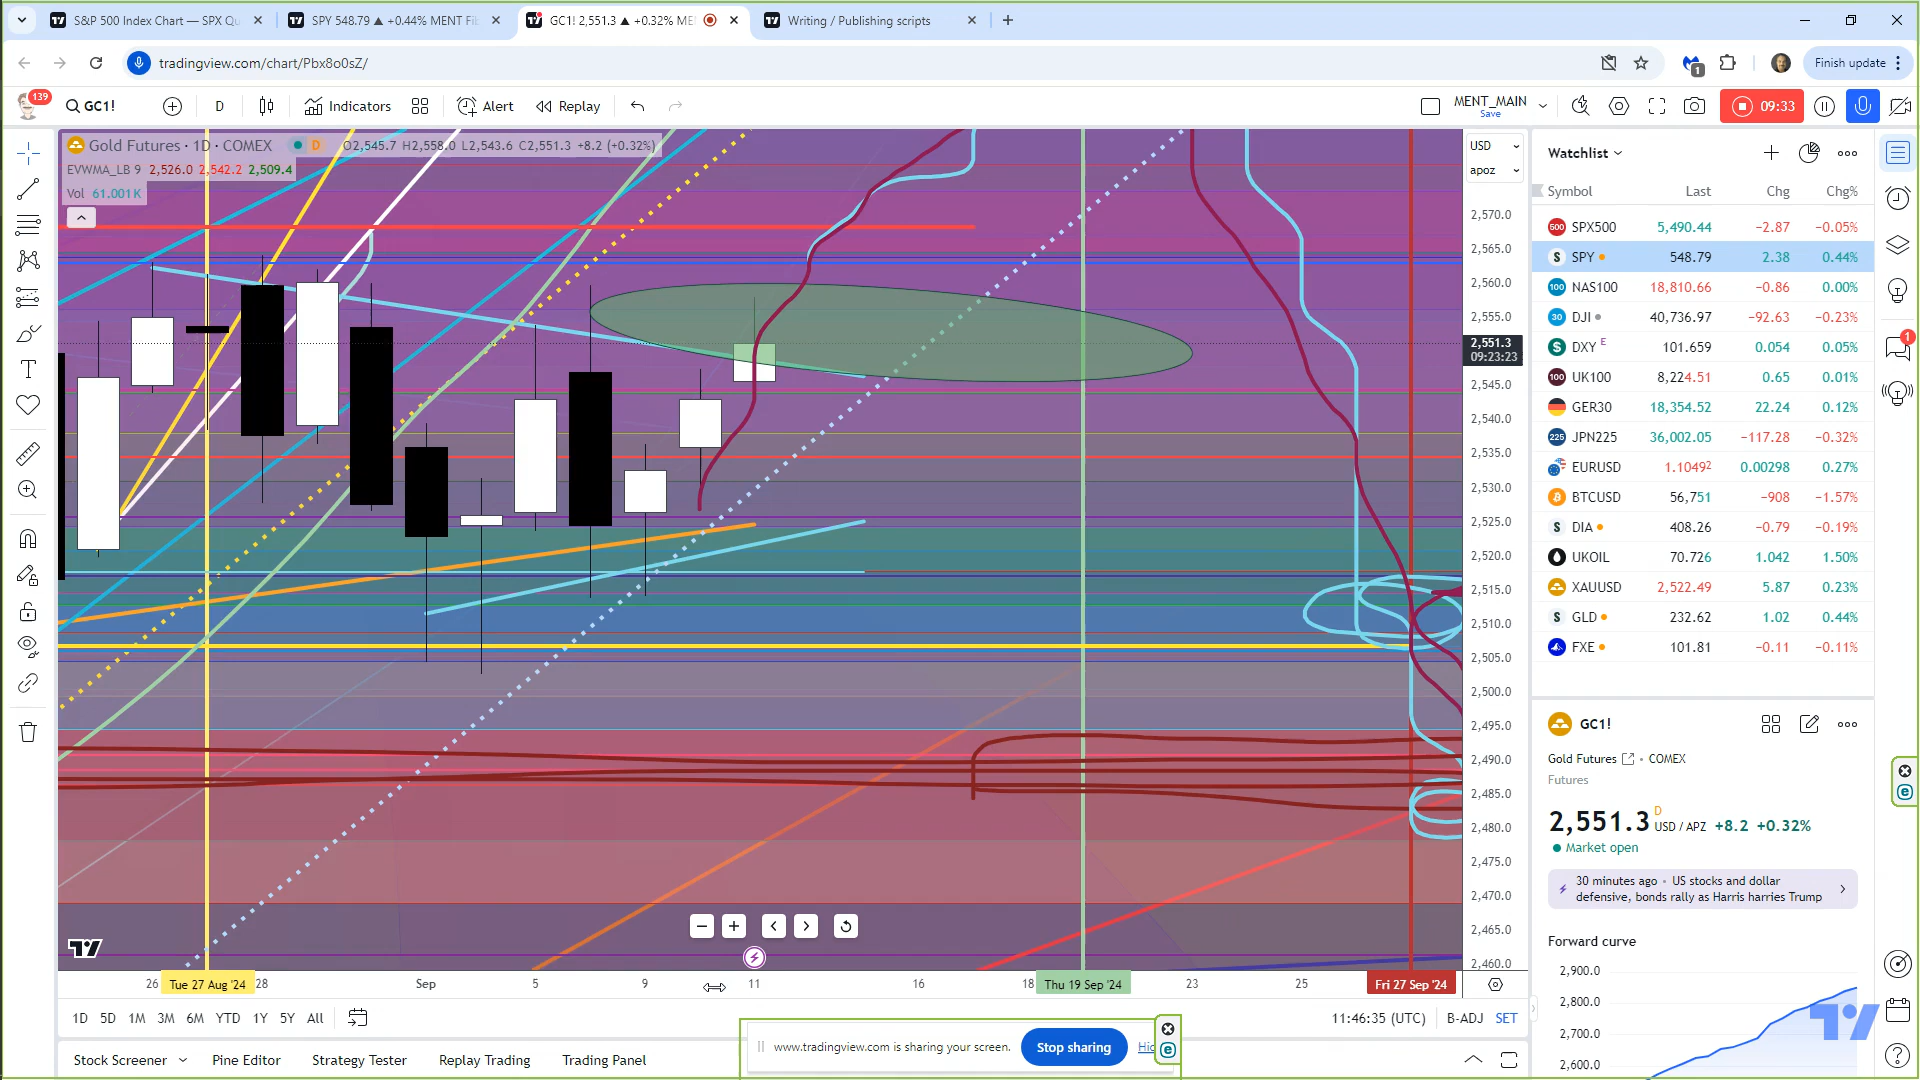 S&P 500 Index Chart — SPX Qu
SPY 548.79 ▲ +0.44% MENT Fi
GC1! 2,551.3 ▲ +0.32% ME
Writing / Publishing scripts
tradingview.com/chart/Pbx8o0sZ/
1
Finish update
139
GC1!
D
Indicators
Alert
Replay
MENT_MAIN
Save
09:33
Gold Futures · 1D · COMEX
D
O2,545.7 H2,558.0 L2,543.6 C2,551.3 +8.2 (+0.32%)
EVWMA_LB 9 2,526.0 2,542.2 2,509.4
Vol 61.001K
USD
apoz
2,570.0
2,565.0
2,560.0
2,555.0
2,551.3
09:23:23
2,545.0
2,540.0
2,535.0
2,530.0
2,525.0
2,520.0
2,515.0
2,510.0
2,505.0
2,500.0
2,495.0
2,490.0
2,485.0
2,480.0
2,475.0
2,470.0
2,465.0
2,460.0
26
Tue 27 Aug '24
28
Sep
5
9
11
16
18
Thu 19 Sep '24
23
25
Fri 27 Sep '24
1D 5D 1M 3M 6M YTD 1Y 5Y All
11:46:35 (UTC)
B-ADJ
SET
Stock Screener
Pine Editor
Strategy Tester
Replay Trading
Trading Panel
www.tradingview.com is sharing your screen.
Stop sharing
Watchlist
Symbol Last Chg Chg%
500 SPX500 5,490.44 −2.87 −0.05%
S SPY 548.79 2.38 0.44%
100 NAS100 18,810.66 −0.86 0.00%
30 DJI 40,736.97 −92.63 −0.23%
$ DXY E 101.659 0.054 0.05%
100 UK100 8,224.51 0.65 0.01%
GER30 18,354.52 22.24 0.12%
225 JPN225 36,002.05 −117.28 −0.32%
EURUSD 1.10492 0.00298 0.27%
BTCUSD 56,751 −908 −1.57%
S DIA 408.26 −0.79 −0.19%
UKOIL 70.726 1.042 1.50%
XAUUSD 2,522.49 5.87 0.23%
S GLD 232.62 1.02 0.44%
FXE 101.81 −0.11 −0.11%
GC1!
Gold Futures · COMEX
Futures
2,551.3 D USD / APZ +8.2 +0.32%
Market open
30 minutes ago · US stocks and dollar
defensive, bonds rally as Harris harries Trump
Forward curve
2,900.0
2,800.0
2,700.0
2,600.0
1